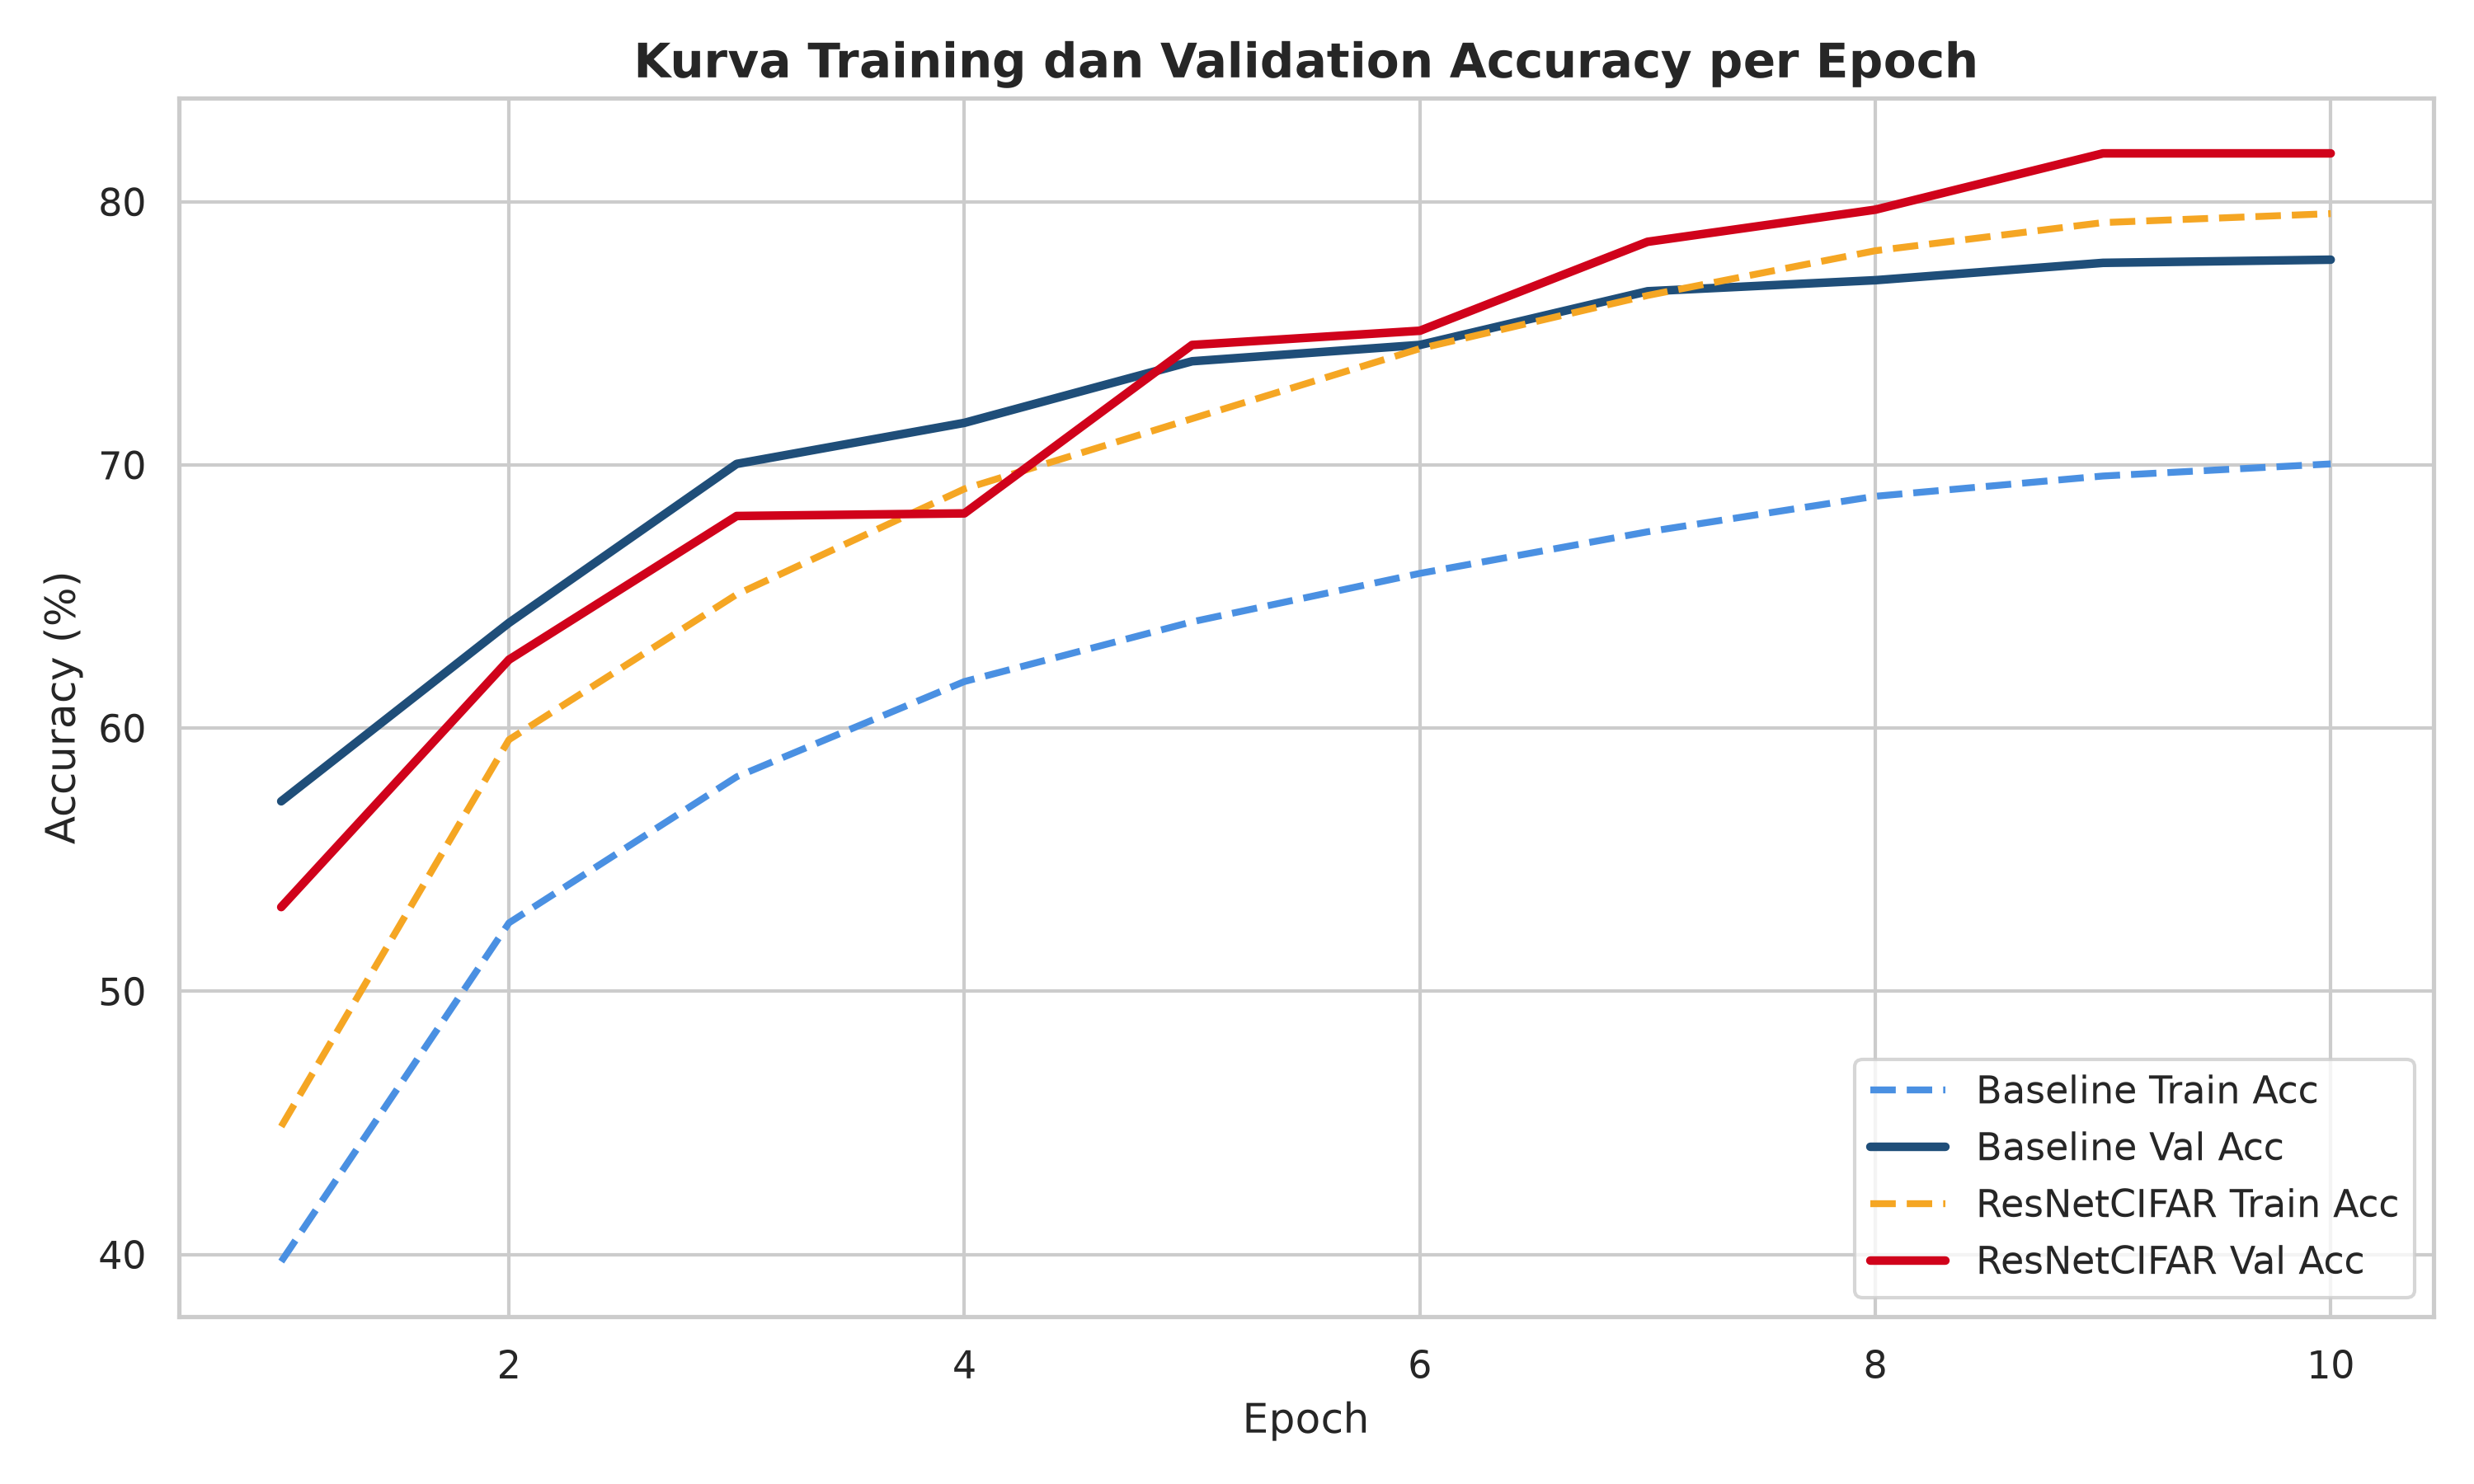 Kurva Training dan Validation Accuracy per Epoch
Accuracy (%)
80
70
60
50
40
2 4 6 8 10
Epoch
Baseline Train Acc
Baseline Val Acc
ResNetCIFAR Train Acc
ResNetCIFAR Val Acc